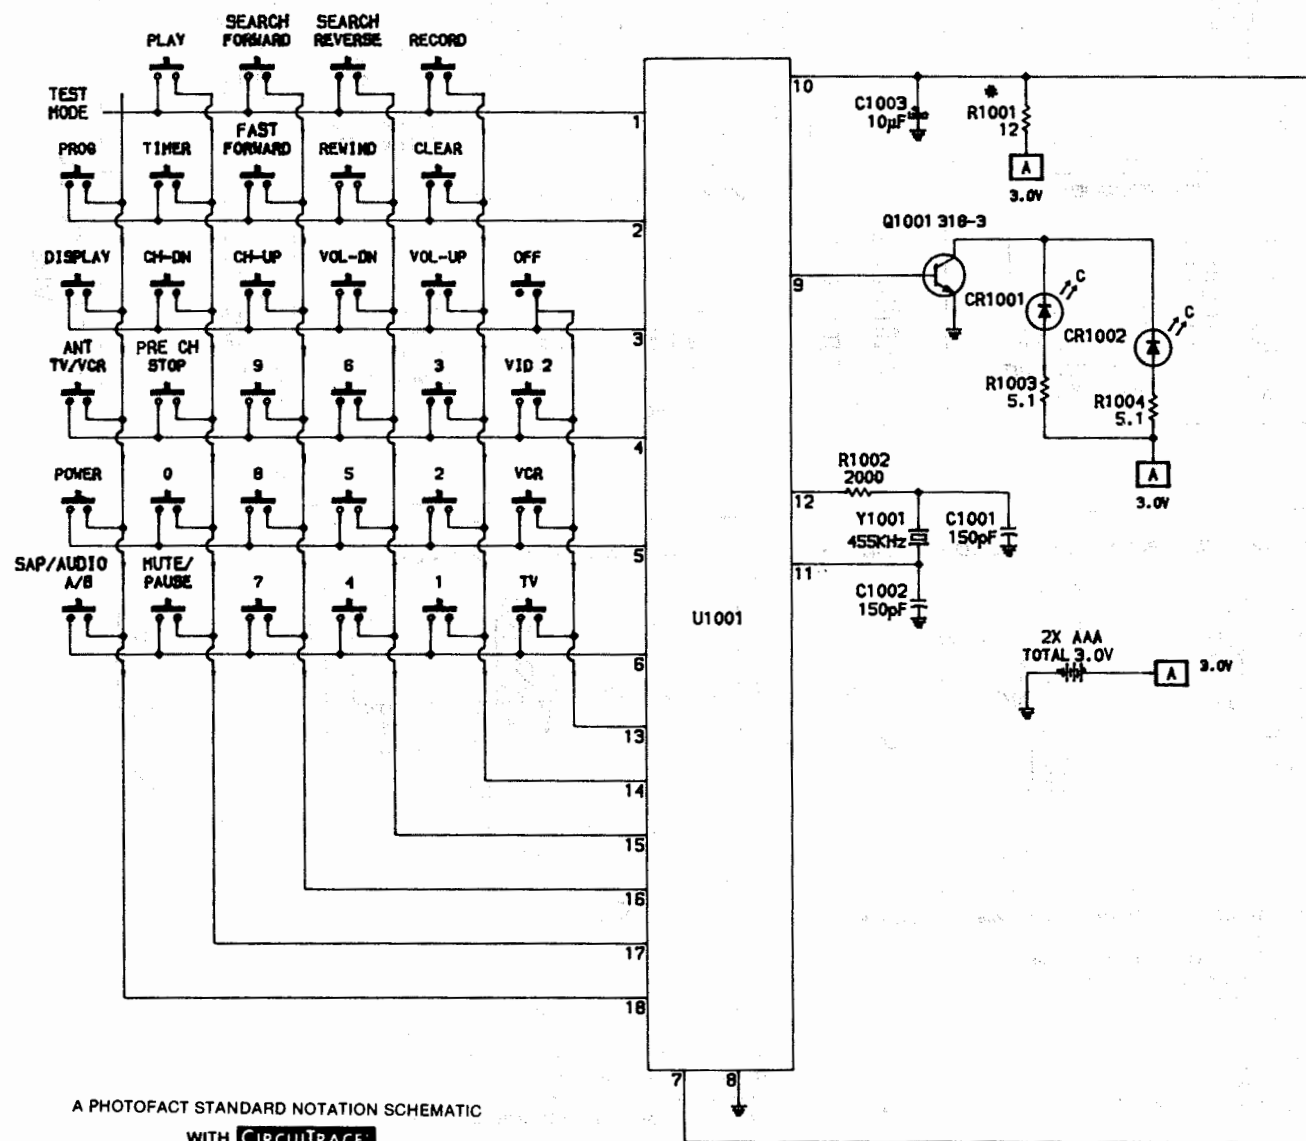 SEARCH FORWARD
SEARCH REVERSE
PLAY
RECORD
TEST MODE
1
PROG
TIMER
FAST FORWARD
REWIND
CLEAR
2
DISPLAY
CH-DN
CH-UP
VOL-DN
VOL-UP
OFF
3
ANT TV/VCR
PRE CH STOP
9
6
3
VID 2
4
POWER
0
8
5
2
VCR
5
SAP/AUDIO A/B
MUTE/ PAUSE
7
4
1
TV
6
13
14
15
16
17
18
U1001
7
8
10
C1003
10µF
*
R1001
12
A
3.0V
Q1001 318-3
9
CR1001
C
CR1002
C
R1003
5.1
R1004
5.1
A
3.0V
R1002
2000
12
Y1001
455KHz
C1001
150pF
11
C1002
150pF
2X AAA
TOTAL 3.0V
A
3.0V
A PHOTOFACT STANDARD NOTATION SCHEMATIC
WITH CIRCUITRACE